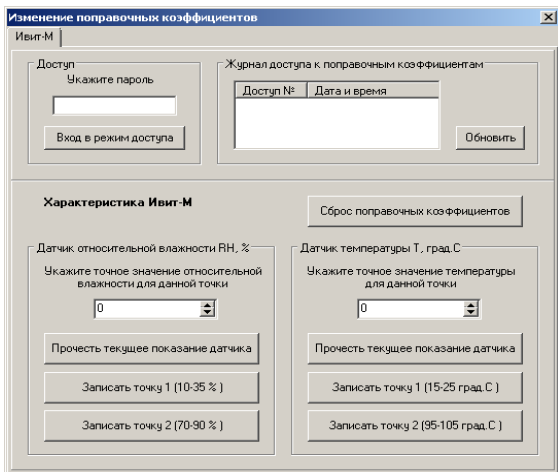 Изменение поправочных коэффициентов
Ивит-М
Доступ
Укажите пароль
Вход в режим доступа
Журнал доступа к поправочным коэффициентам
Доступ № Дата и время
Обновить
Характеристика Ивит-М
Сброс поправочных коэффициентов
Датчик относительной влажности RH, %
Укажите точное значение относительной
влажности для данной точки
0
Прочесть текущее показание датчика
Записать точку 1 (10-35 % )
Записать точку 2 (70-90 % )
Датчик температуры Т, град.С
Укажите точное значение температуры
для данной точки
0
Прочесть текущее показание датчика
Записать точку 1 (15-25 град.С )
Записать точку 2 (95-105 град.С )